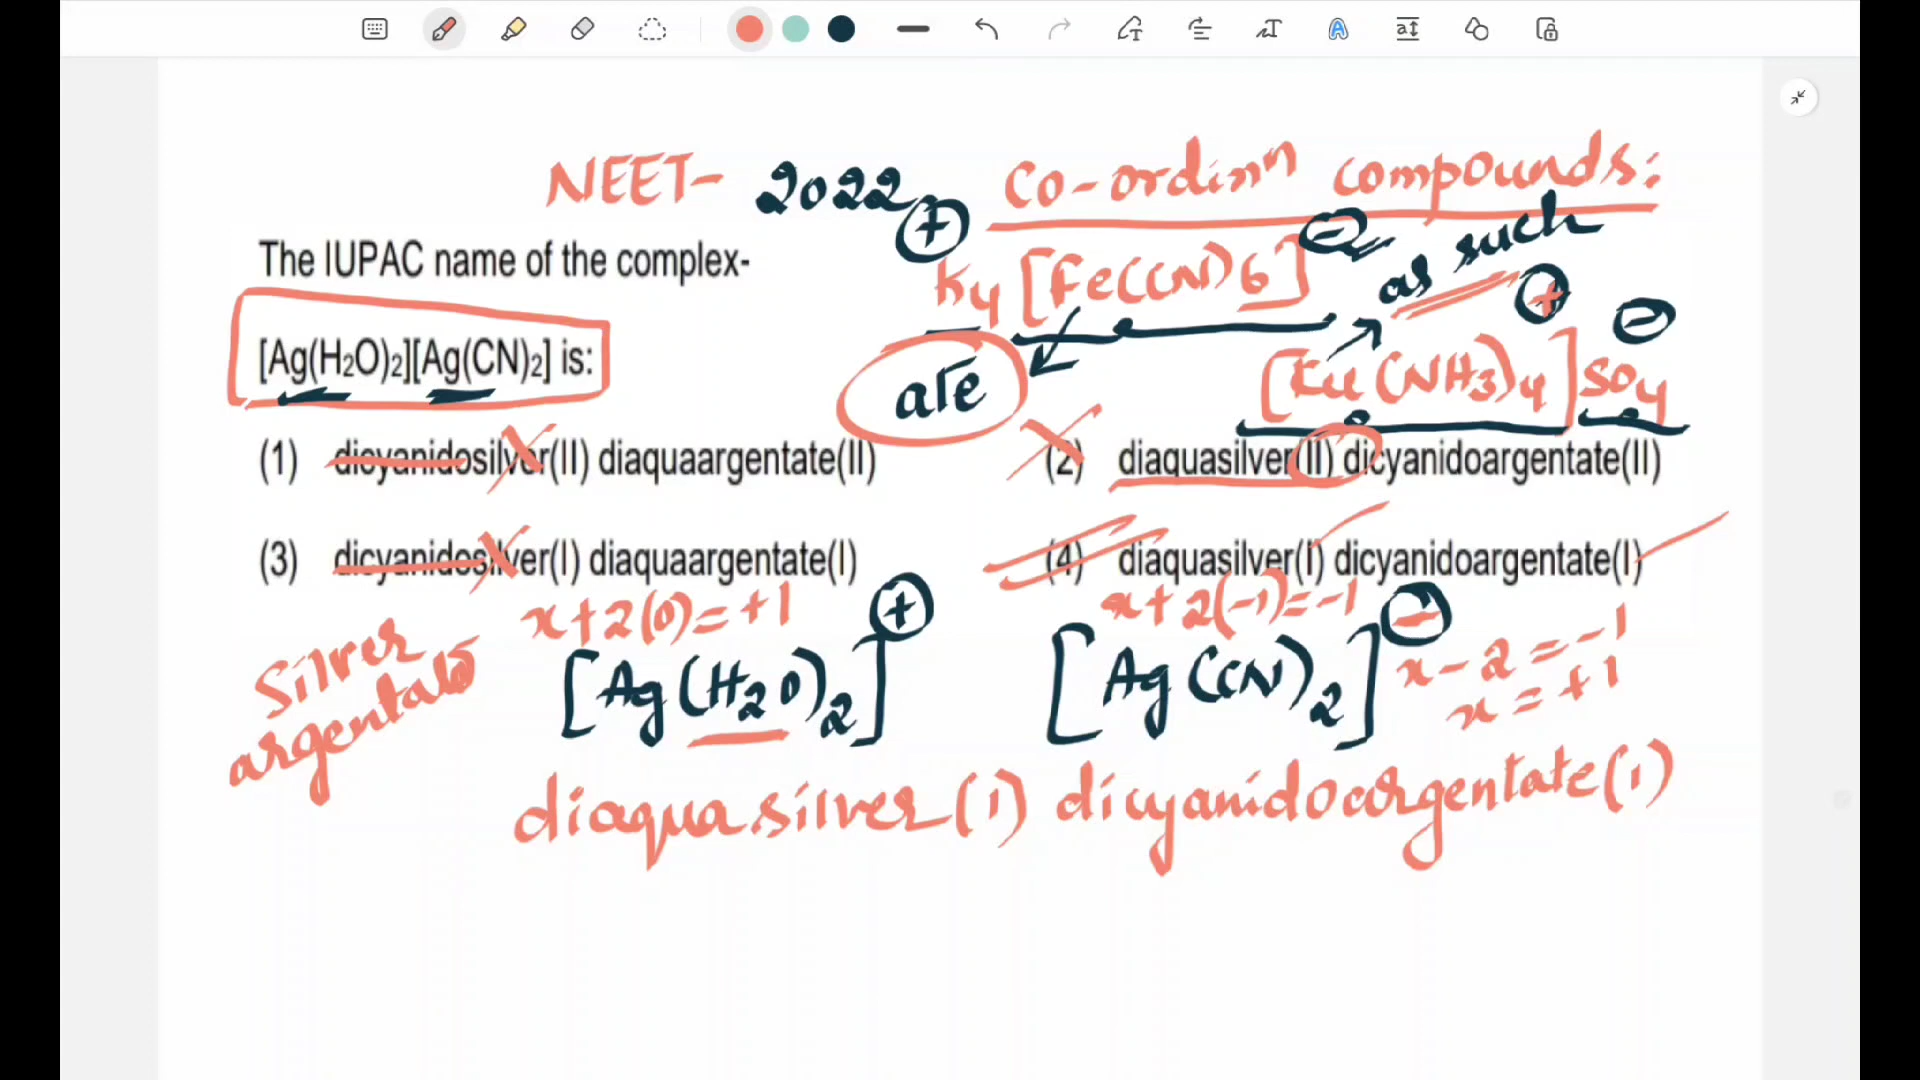 NEET- 2022 Co-ordinⁿ compounds:
The IUPAC name of the complex-
K4 [Fe(CN)6] as such
+ - + -
[Ag(H2O)2][Ag(CN)2] is:
ate [Cu(NH3)4]SO4
(1) dicyanidosilver(II) diaquaargentate(II)
(2) diaquasilver(II) dicyanidoargentate(II)
(3) dicyanidosilver(I) diaquaargentate(I)
(4) diaquasilver(I) dicyanidoargentate(I)
Silver
argentate
x+2(0)=+1
[Ag(H2O)2]+
x+2(-1)=-1
[Ag(CN)2]-
x-2=-1
x=+1
diaquasilver(I) dicyanidoargentate(I)